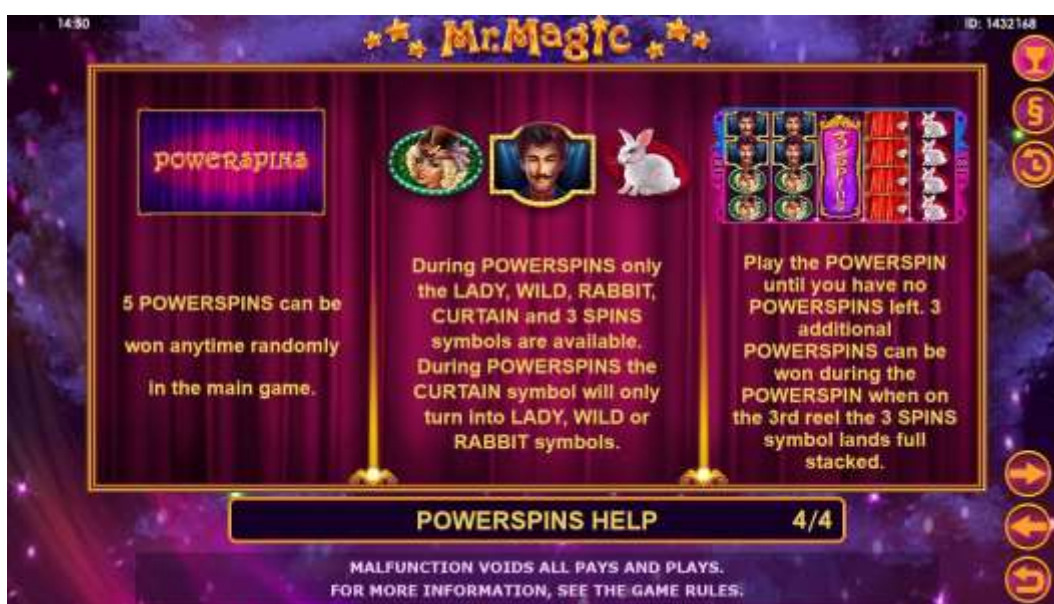 14:50
Mr.Magic
ID: 1432168
POWERSPINS
5 POWERSPINS can be
won anytime randomly
in the main game.
During POWERSPINS only
the LADY, WILD, RABBIT,
CURTAIN and 3 SPINS
symbols are available.
During POWERSPINS the
CURTAIN symbol will only
turn into LADY, WILD or
RABBIT symbols.
3 SPINS
Play the POWERSPIN
until you have no
POWERSPINS left. 3
additional
POWERSPINS can be
won during the
POWERSPIN when on
the 3rd reel the 3 SPINS
symbol lands full
stacked.
§
POWERSPINS HELP 4/4
MALFUNCTION VOIDS ALL PAYS AND PLAYS.
FOR MORE INFORMATION, SEE THE GAME RULES.